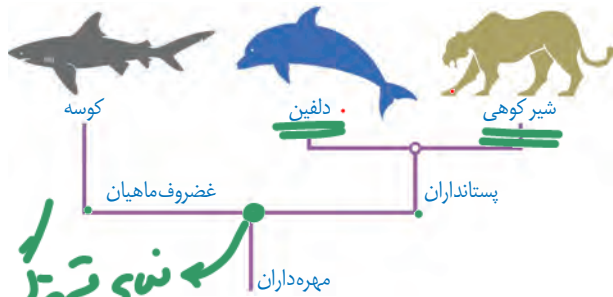 کوسه دلفین شیر کوهی
غضروف‌ماهیان پستانداران
مهره‌داران